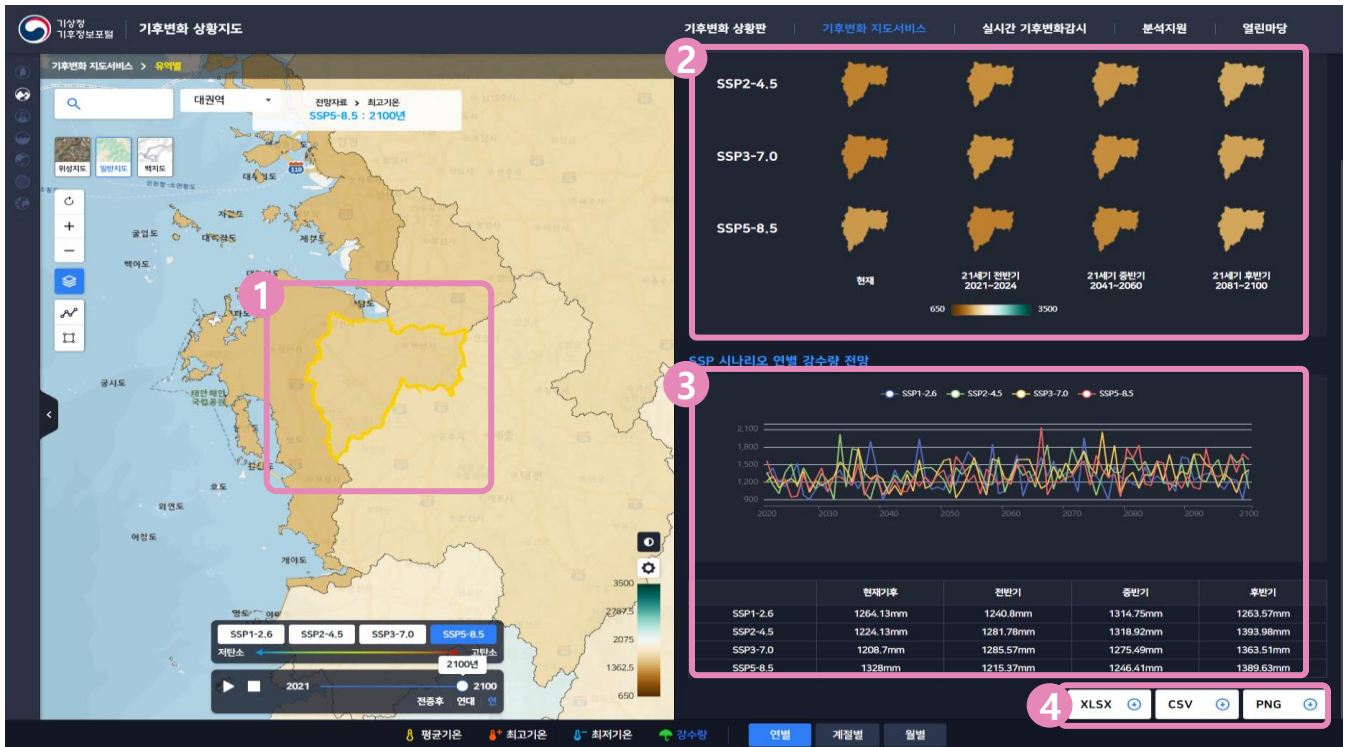 기상청
기후정보포털
기후변화 상황지도
기후변화 상황판
기후변화 지도서비스
실시간 기후변화감시
분석지원
열린마당
기후변화 지도서비스 > 유역별
대권역
전망자료 > 최고기온
SSP5-8.5 : 2100년
위성지도
일반지도
백지도
자월도
굴업도
대이작도
제부도
백아도
궁시도
태안해안
국립공원
호도
외연도
어청도
개야도
1
3500
2787.5
2075
1362.5
650
SSP1-2.6
SSP2-4.5
SSP3-7.0
SSP5-8.5
저탄소
고탄소
2100년
2021
2100
전중후
연대
연
2
SSP2-4.5
SSP3-7.0
SSP5-8.5
현재
21세기 전반기
2021~2024
21세기 중반기
2041~2060
21세기 후반기
2081~2100
650
3500
SSP 시나리오 연별 강수량 전망
3
SSP1-2.6
SSP2-4.5
SSP3-7.0
SSP5-8.5
2,100
1,800
1,500
1,200
900
2020 2030 2040 2050 2060 2070 2080 2090 2100
현재기후 전반기 중반기 후반기
SSP1-2.6 1264.13mm 1240.8mm 1314.75mm 1263.57mm
SSP2-4.5 1224.13mm 1281.78mm 1318.92mm 1393.98mm
SSP3-7.0 1208.7mm 1285.57mm 1275.49mm 1363.51mm
SSP5-8.5 1328mm 1215.37mm 1246.41mm 1389.63mm
4
XLSX
CSV
PNG
평균기온
최고기온
최저기온
강수량
연별
계절별
월별